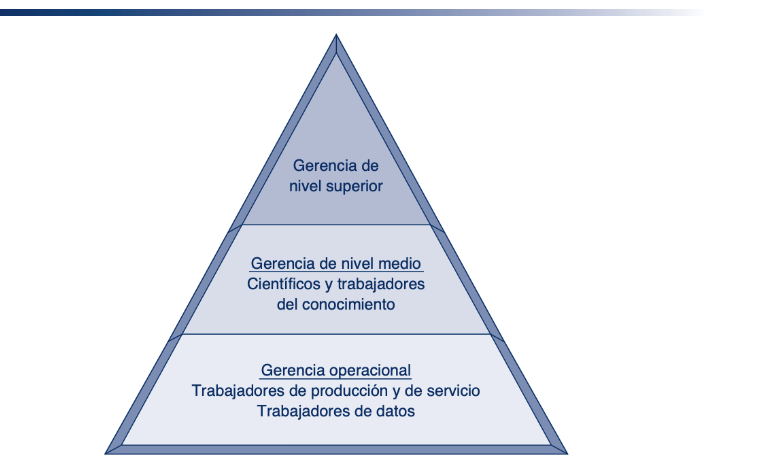 Gerencia de
nivel superior
Gerencia de nivel medio
Científicos y trabajadores
del conocimiento
Gerencia operacional
Trabajadores de producción y de servicio
Trabajadores de datos